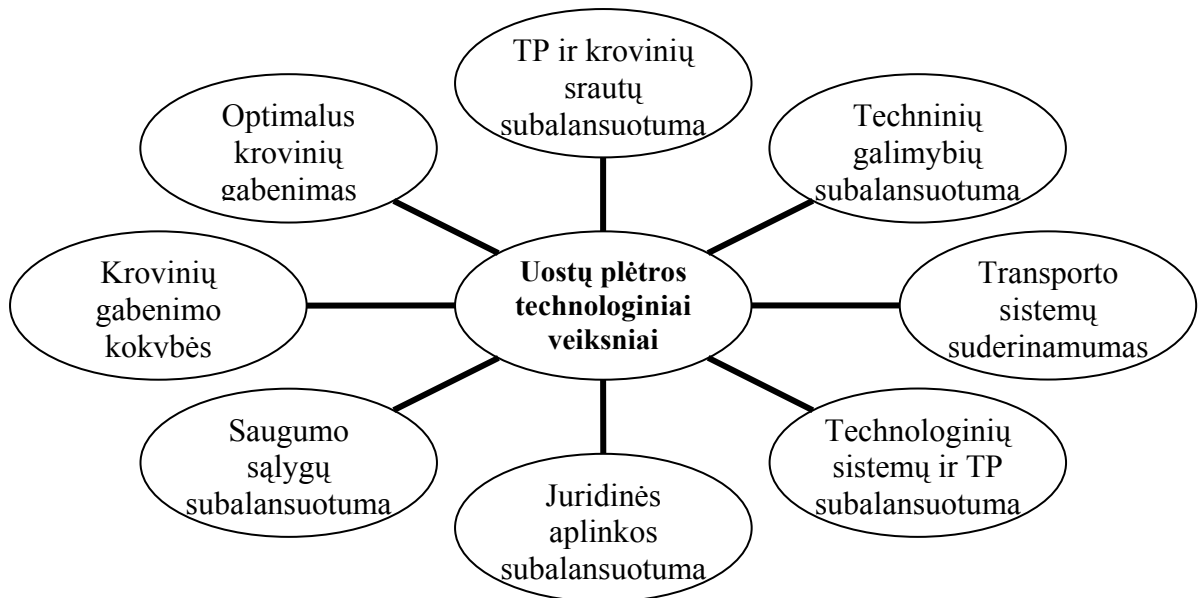 TP ir krovinių
srautų
subalansuotuma
Optimalus
krovinių
gabenimas
Techninių
galimybių
subalansuotuma
Krovinių
gabenimo
kokybės
Uostų plėtros
technologiniai
veiksniai
Transporto
sistemų
suderinamumas
Saugumo
sąlygų
subalansuotuma
Technologinių
sistemų ir TP
subalansuotuma
Juridinės
aplinkos
subalansuotuma